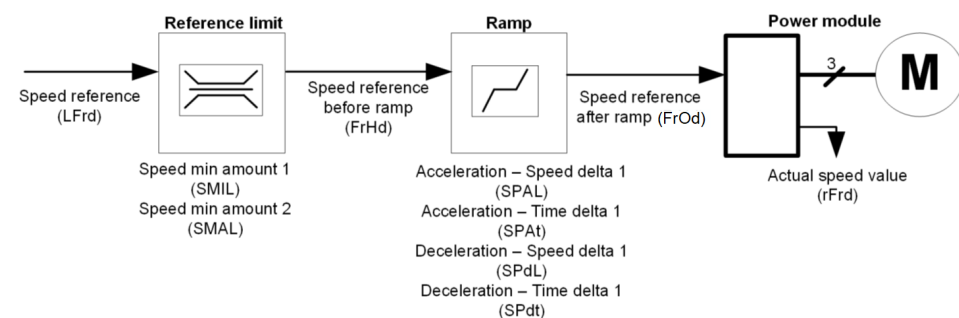 Reference limit
Ramp
Power module
Speed reference
(LFrd)
Speed reference
before ramp
(FrHd)
Speed reference
after ramp (FrOd)
3
M
Actual speed value
(rFrd)
Speed min amount 1
(SMIL)
Speed min amount 2
(SMAL)
Acceleration – Speed delta 1
(SPAL)
Acceleration – Time delta 1
(SPAt)
Deceleration – Speed delta 1
(SPdL)
Deceleration – Time delta 1
(SPdt)